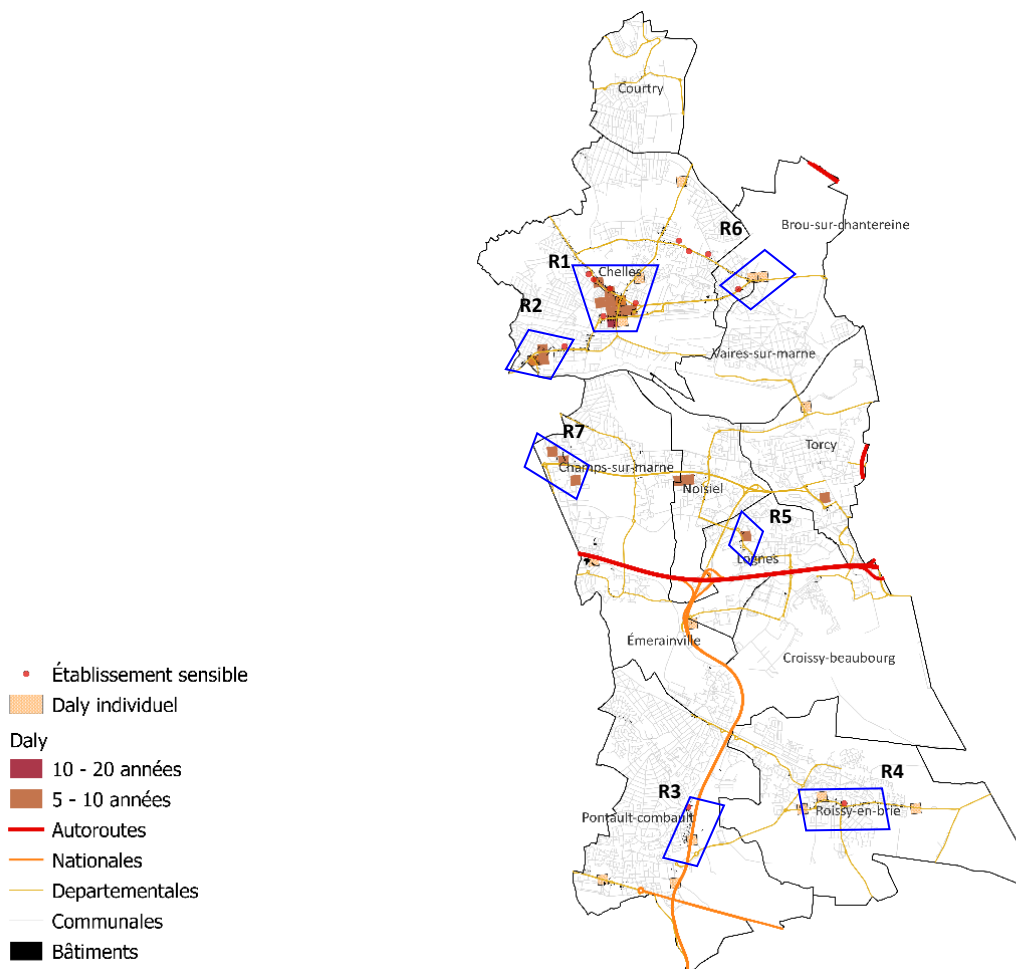 Courtry
R6
Brou-sur-chantereine
R1
Chelles
R2
Vaires-sur-marne
R7
Torcy
Champs-sur-marne
Noisiel
R5
Lognes
Émerainville
Croissy-beaubourg
Établissement sensible
Daly individuel
Daly
10 - 20 années
5 - 10 années
Autoroutes
Nationales
Departementales
Communales
Bâtiments
R3
R4
Pontault-combault
Roissy-en-brie